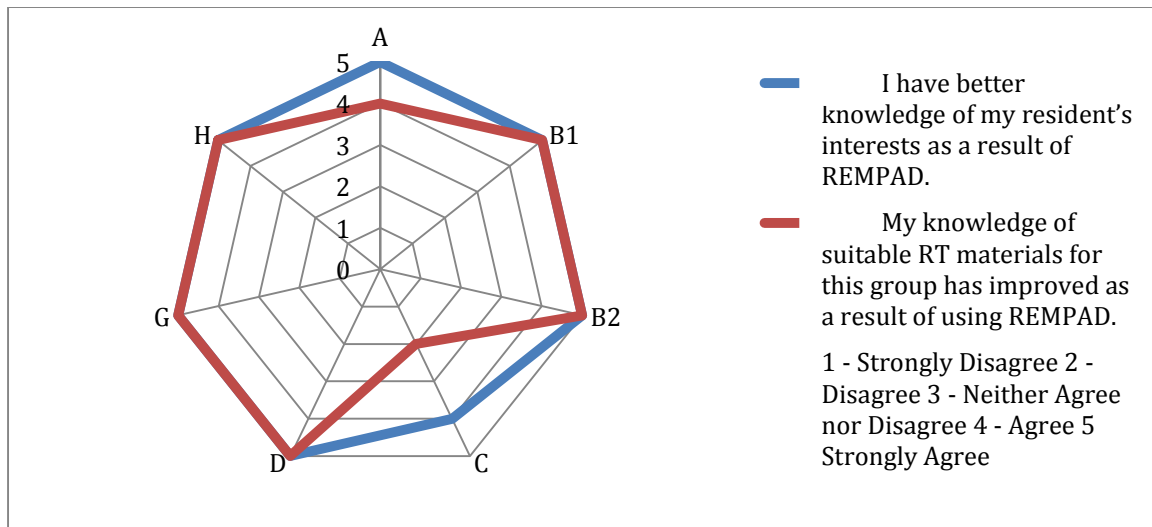 A
5
4
H
B1
3
2
1
0
G
B2
D
C
I have better
knowledge of my resident’s
interests as a result of
REMPAD.
My knowledge of
suitable RT materials for
this group has improved as
a result of using REMPAD.
1 - Strongly Disagree 2 -
Disagree 3 - Neither Agree
nor Disagree 4 - Agree 5
Strongly Agree